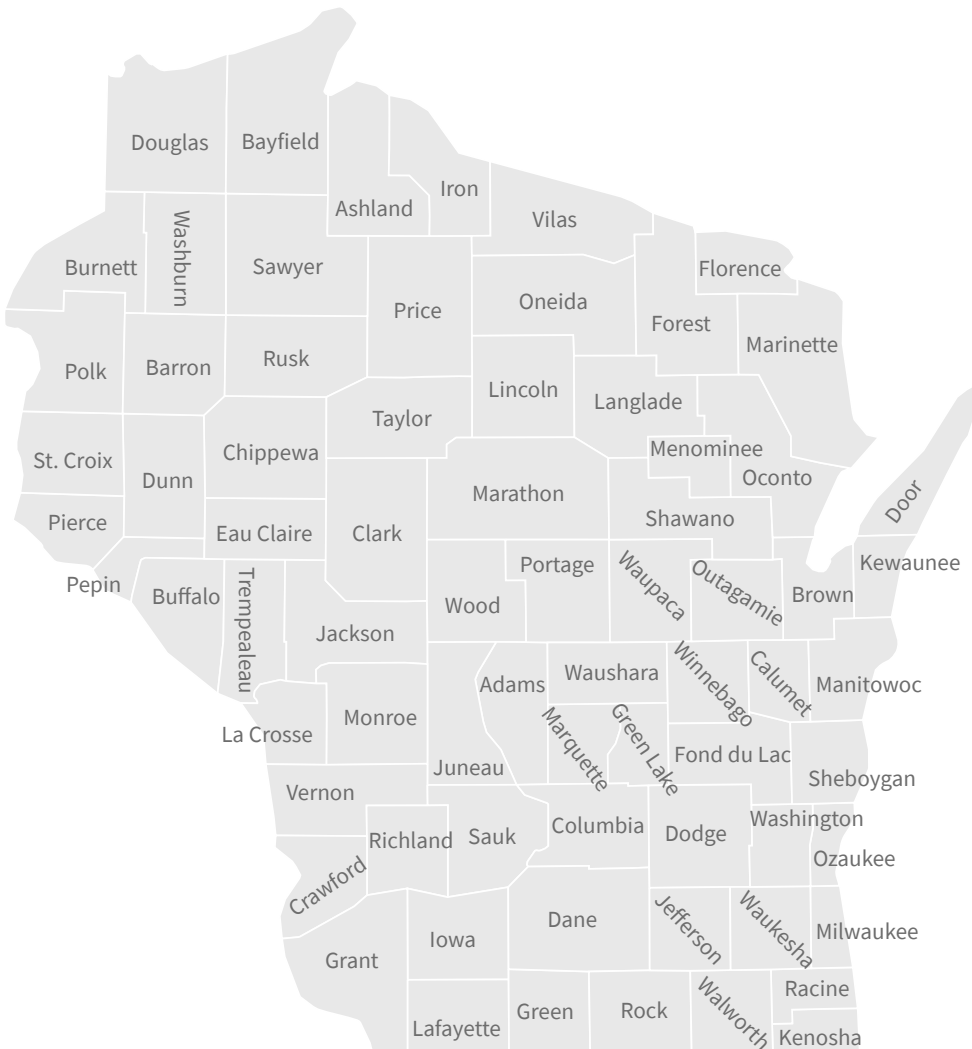 Douglas
Bayfield
Iron
Ashland
Vilas
Washburn
Burnett
Sawyer
Florence
Price
Oneida
Forest
Marinette
Polk
Barron
Rusk
Lincoln
Langlade
Taylor
St. Croix
Chippewa
Menominee
Dunn
Oconto
Marathon
Door
Pierce
Eau Claire
Clark
Shawano
Kewaunee
Pepin
Buffalo
Trempealeau
Portage
Waupaca
Outagamie
Brown
Wood
Jackson
Adams
Waushara
Winnebago
Calumet
Manitowoc
La Crosse
Monroe
Marquette
Green Lake
Juneau
Fond du Lac
Sheboygan
Vernon
Richland
Sauk
Columbia
Dodge
Washington
Ozaukee
Crawford
Dane
Jefferson
Waukesha
Milwaukee
Grant
Iowa
Racine
Lafayette
Green
Rock
Walworth
Kenosha